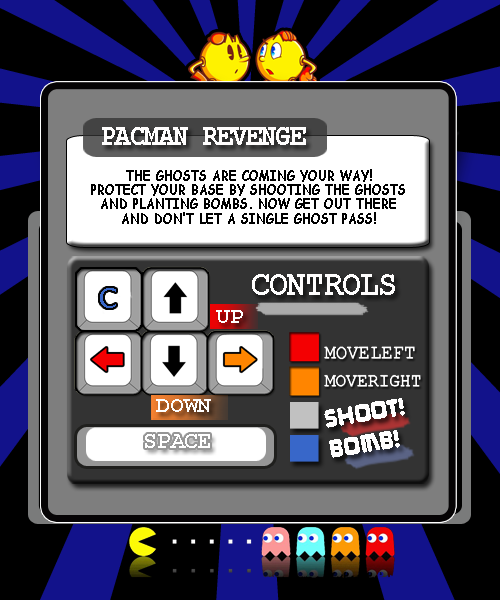 PACMAN REVENGE
THE GHOSTS ARE COMING YOUR WAY!
PROTECT YOUR BASE BY SHOOTING THE GHOSTS
AND PLANTING BOMBS. NOW GET OUT THERE
AND DON'T LET A SINGLE GHOST PASS!
CONTROLS
C
UP
MOVELEFT
MOVERIGHT
DOWN
SHOOT!
SPACE
BOMB!